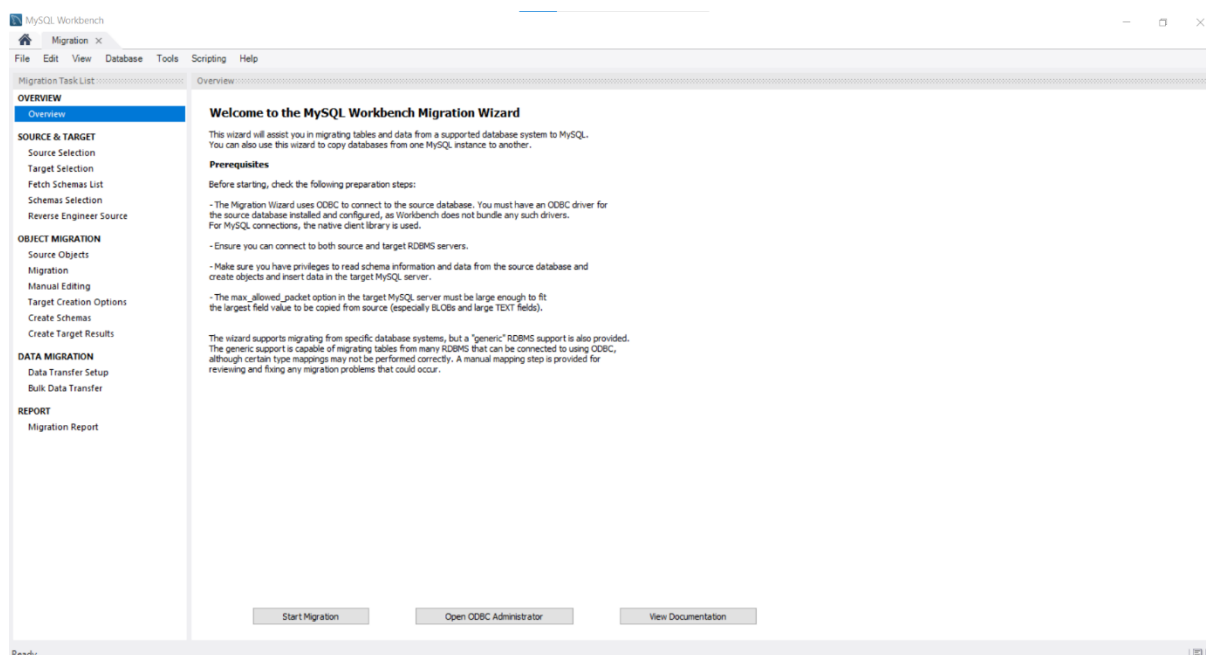 MySQL Workbench
Migration ×
File Edit View Database Tools Scripting Help
Migration Task List
OVERVIEW
Overview
SOURCE & TARGET
Source Selection
Target Selection
Fetch Schemas List
Schemas Selection
Reverse Engineer Source
OBJECT MIGRATION
Source Objects
Migration
Manual Editing
Target Creation Options
Create Schemas
Create Target Results
DATA MIGRATION
Data Transfer Setup
Bulk Data Transfer
REPORT
Migration Report
Overview
Welcome to the MySQL Workbench Migration Wizard
This wizard will assist you in migrating tables and data from a supported database system to MySQL.
You can also use this wizard to copy databases from one MySQL instance to another.
Prerequisites
Before starting, check the following preparation steps:
- The Migration Wizard uses ODBC to connect to the source database. You must have an ODBC driver for
the source database installed and configured, as Workbench does not bundle any such drivers.
For MySQL connections, the native client library is used.
- Ensure you can connect to both source and target RDBMS servers.
- Make sure you have privileges to read schema information and data from the source database and
create objects and insert data in the target MySQL server.
- The max_allowed_packet option in the target MySQL server must be large enough to fit
the largest field value to be copied from source (especially BLOBs and large TEXT fields).
The wizard supports migrating from specific database systems, but a "generic" RDBMS support is also provided.
The generic support is capable of migrating tables from many RDBMS that can be connected to using ODBC,
although certain type mappings may not be performed correctly. A manual mapping step is provided for
reviewing and fixing any migration problems that could occur.
Start Migration
Open ODBC Administrator
View Documentation
Ready